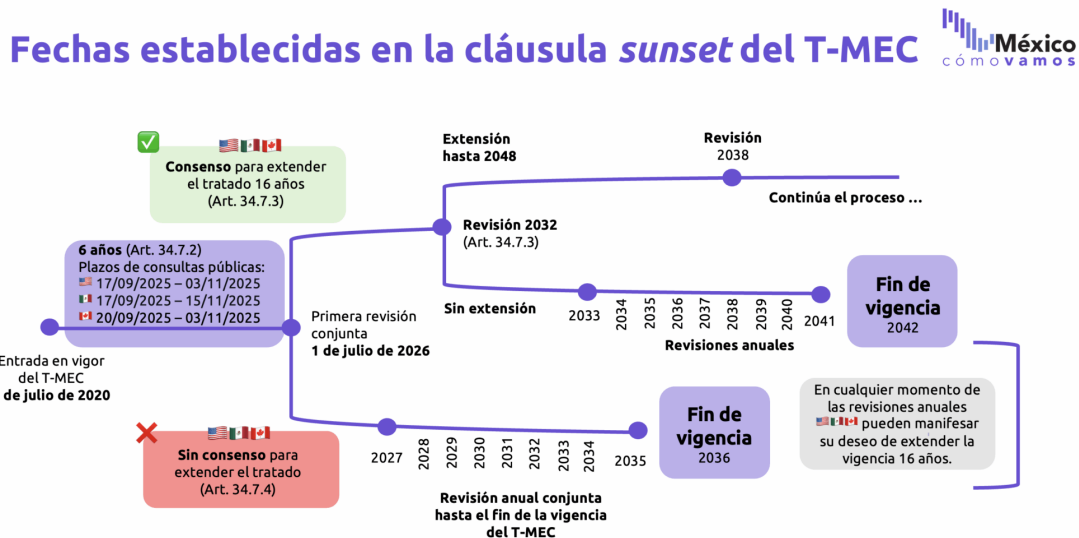 Fechas establecidas en la cláusula sunset del T-MEC
México
cómovamos
Consenso para extender
el tratado 16 años
(Art. 34.7.3)
Extensión
hasta 2048
Revisión
2038
Continúa el proceso ...
Revisión 2032
(Art. 34.7.3)
6 años (Art. 34.7.2)
Plazos de consultas públicas:
17/09/2025 – 03/11/2025
17/09/2025 – 15/11/2025
20/09/2025 – 03/11/2025
Sin extensión
2033
2034
2035
2036
2037
2038
2039
2040
2041
Revisiones anuales
Fin de
vigencia
2042
Primera revisión
conjunta
1 de julio de 2026
Entrada en vigor
del T-MEC
de julio de 2020
Sin consenso para
extender el tratado
(Art. 34.7.4)
2027
2028
2029
2030
2031
2032
2033
2034
2035
Revisión anual conjunta
hasta el fin de la vigencia
del T-MEC
Fin de
vigencia
2036
En cualquier momento de
las revisiones anuales
pueden manifesar
su deseo de extender la
vigencia 16 años.